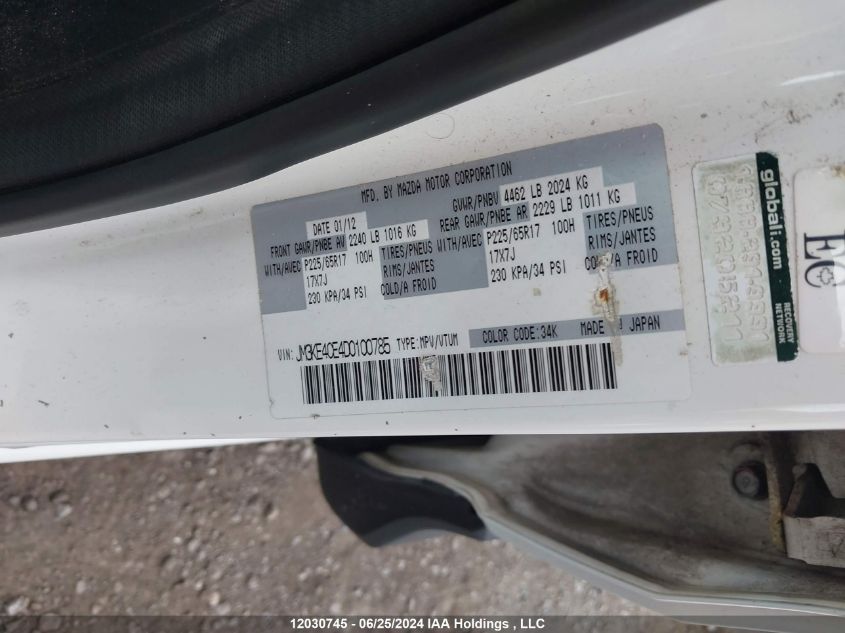 MFD. BY MAZDA MOTOR CORPORATION
DATE 01/12
GVWR/PNBV 4462 LB 2024 KG
FRONT GAWR/PNBE AV 2240 LB 1016 KG
REAR GAWR/PNBE AR 2229 LB 1011 KG
WITH/AVEC P225/65R17 100H TIRES/PNEUS WITH/AVEC P225/65R17 100H TIRES/PNEUS
17X7J RIMS/JANTES 17X7J RIMS/JANTES
230 KPA/34 PSI COLD/A FROID 230 KPA/34 PSI COLD/A FROID
VIN: JM3KE4CE4D0100785 TYPE:MPV/VTUM COLOR CODE:34K MADE JAPAN
globali.com
RECOVERY
NETWORK
12030745 - 06/25/2024 IAA Holdings , LLC